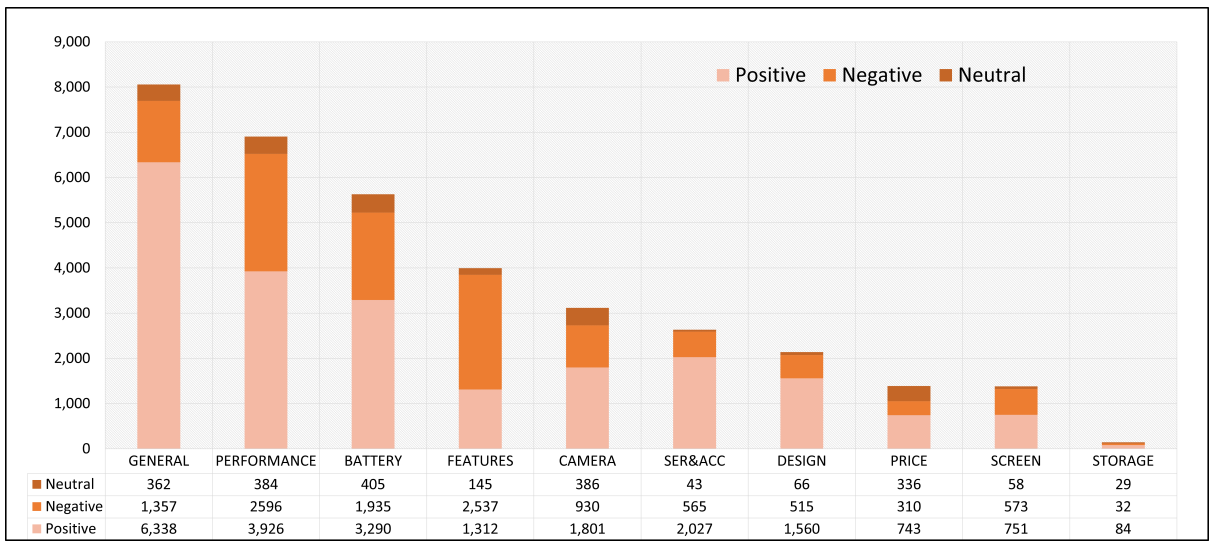 9,000
Positive Negative Neutral
8,000
7,000
6,000
5,000
4,000
3,000
2,000
1,000
0
GENERAL PERFORMANCE BATTERY FEATURES CAMERA SER&ACC DESIGN PRICE SCREEN STORAGE
Neutral 362 384 405 145 386 43 66 336 58 29
Negative 1,357 2596 1,935 2,537 930 565 515 310 573 32
Positive 6,338 3,926 3,290 1,312 1,801 2,027 1,560 743 751 84